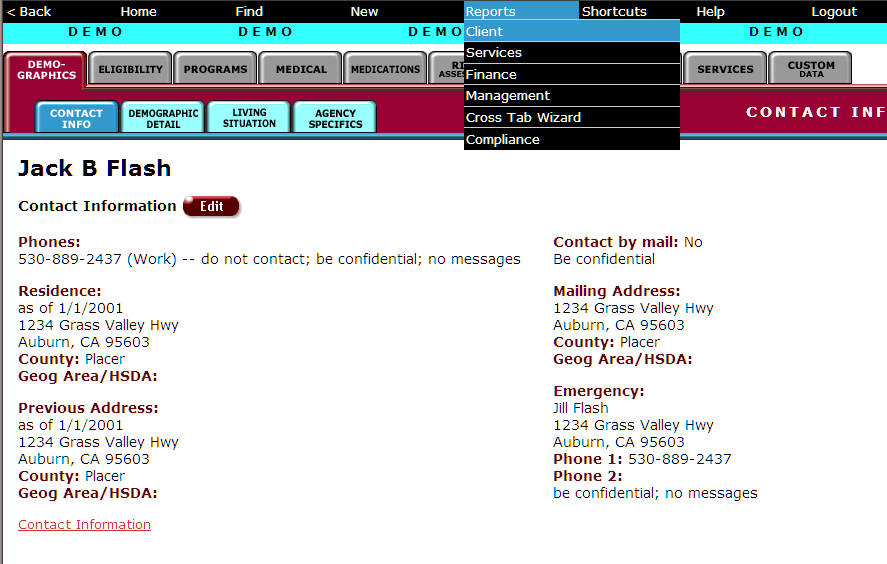 < Back Home Find New Reports Shortcuts Help Logout
DEMO DEMO DEMO DEMO
Client
Services
Finance
Management
Cross Tab Wizard
Compliance
DEMO-
GRAPHICS
ELIGIBILITY
PROGRAMS
MEDICAL
MEDICATIONS
SERVICES
CUSTOM
DATA
CONTACT
INFO
DEMOGRAPHIC
DETAIL
LIVING
SITUATION
AGENCY
SPECIFICS
CONTACT INF
Jack B Flash
Contact Information Edit
Phones:
530-889-2437 (Work) -- do not contact; be confidential; no messages
Contact by mail: No
Be confidential
Residence:
as of 1/1/2001
1234 Grass Valley Hwy
Auburn, CA 95603
County: Placer
Geog Area/HSDA:
Mailing Address:
1234 Grass Valley Hwy
Auburn, CA 95603
County: Placer
Geog Area/HSDA:
Previous Address:
as of 1/1/2001
1234 Grass Valley Hwy
Auburn, CA 95603
County: Placer
Geog Area/HSDA:
Emergency:
Jill Flash
1234 Grass Valley Hwy
Auburn, CA 95603
Phone 1: 530-889-2437
Phone 2:
be confidential; no messages
Contact Information